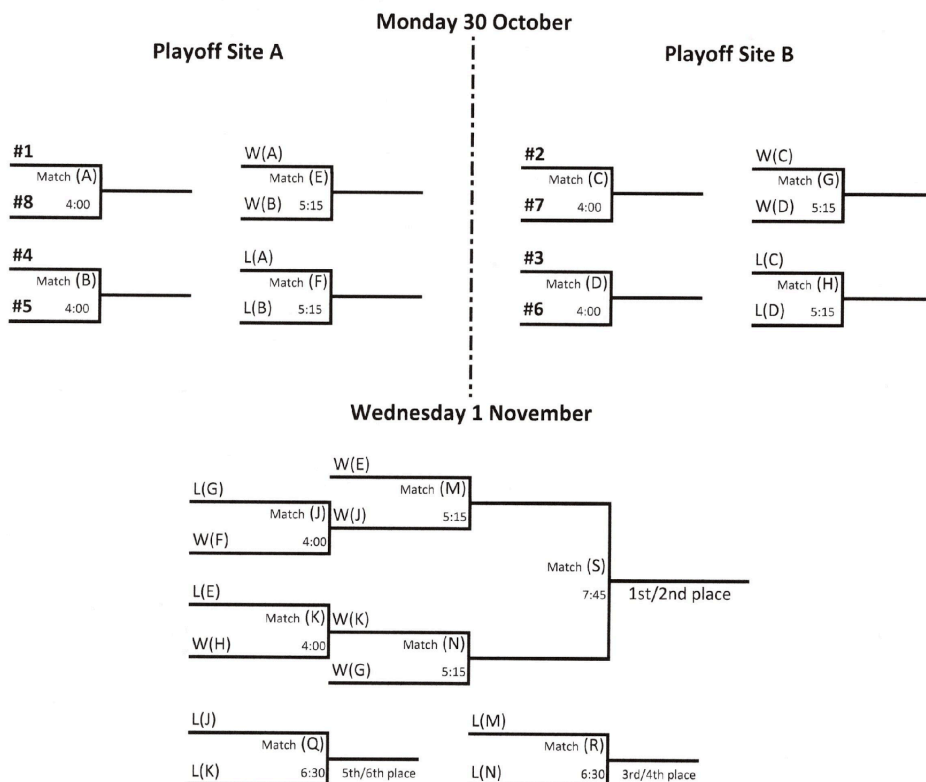 Monday 30 October
Playoff Site A
Playoff Site B
#1
Match (A)
#8 4:00
#4
Match (B)
#5 4:00
W(A)
Match (E)
W(B) 5:15
L(A)
Match (F)
L(B) 5:15
#2
Match (C)
#7 4:00
#3
Match (D)
#6 4:00
W(C)
Match (G)
W(D) 5:15
L(C)
Match (H)
L(D) 5:15
Wednesday 1 November
L(G)
Match (J)
W(F) 4:00
W(E)
Match (M)
W(J) 5:15
L(E)
Match (K)
W(H) 4:00
W(K)
Match (N)
W(G) 5:15
Match (S)
7:45
1st/2nd place
L(J)
Match (Q)
L(K) 6:30 5th/6th place
L(M)
Match (R)
L(N) 6:30 3rd/4th place